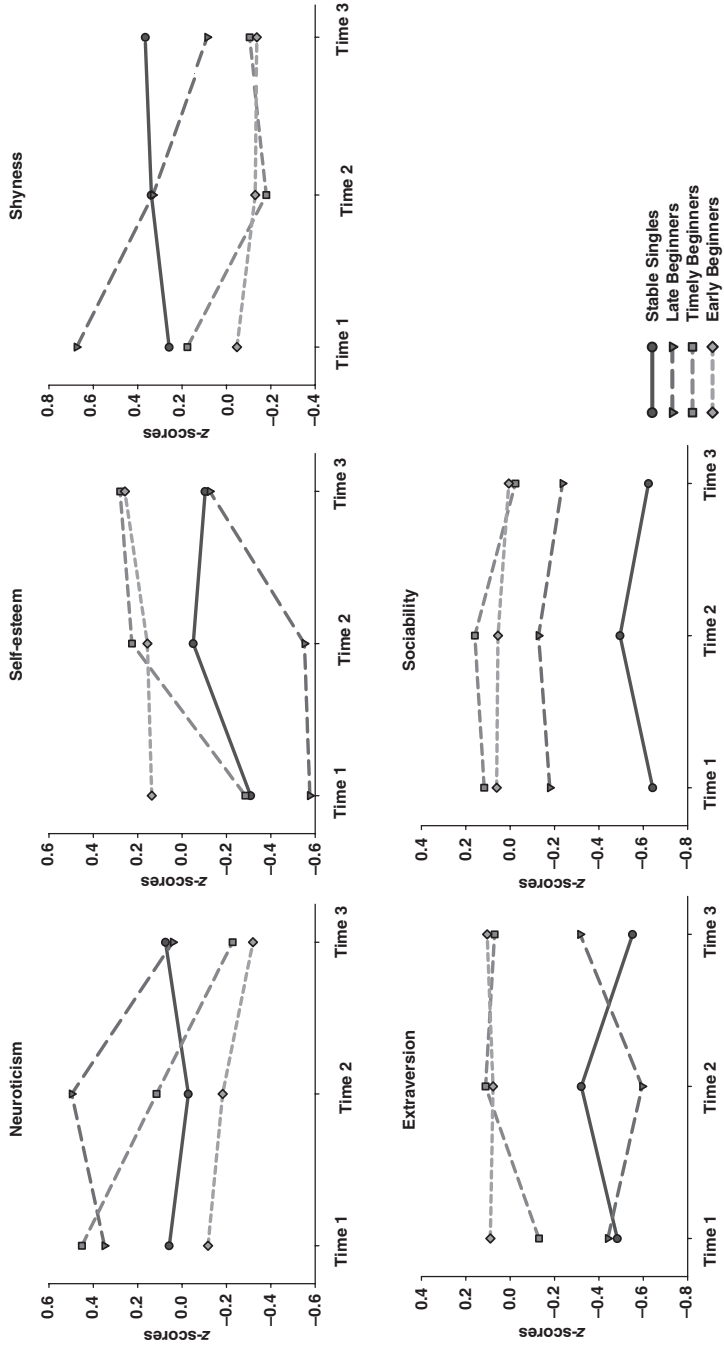 Neuroticism
z-scores
0.6
0.4
0.2
0.0
−0.2
−0.4
−0.6
Time 1
Time 2
Time 3
Self-esteem
z-scores
0.6
0.4
0.2
0.0
−0.2
−0.4
−0.6
Time 1
Time 2
Time 3
Shyness
z-scores
0.8
0.6
0.4
0.2
0.0
−0.2
−0.4
Time 1
Time 2
Time 3
Extraversion
z-scores
0.4
0.2
0.0
−0.2
−0.4
−0.6
−0.8
Time 1
Time 2
Time 3
Sociability
z-scores
0.4
0.2
0.0
−0.2
−0.4
−0.6
−0.8
Time 1
Time 2
Time 3
Stable Singles
Late Beginners
Timely Beginners
Early Beginners